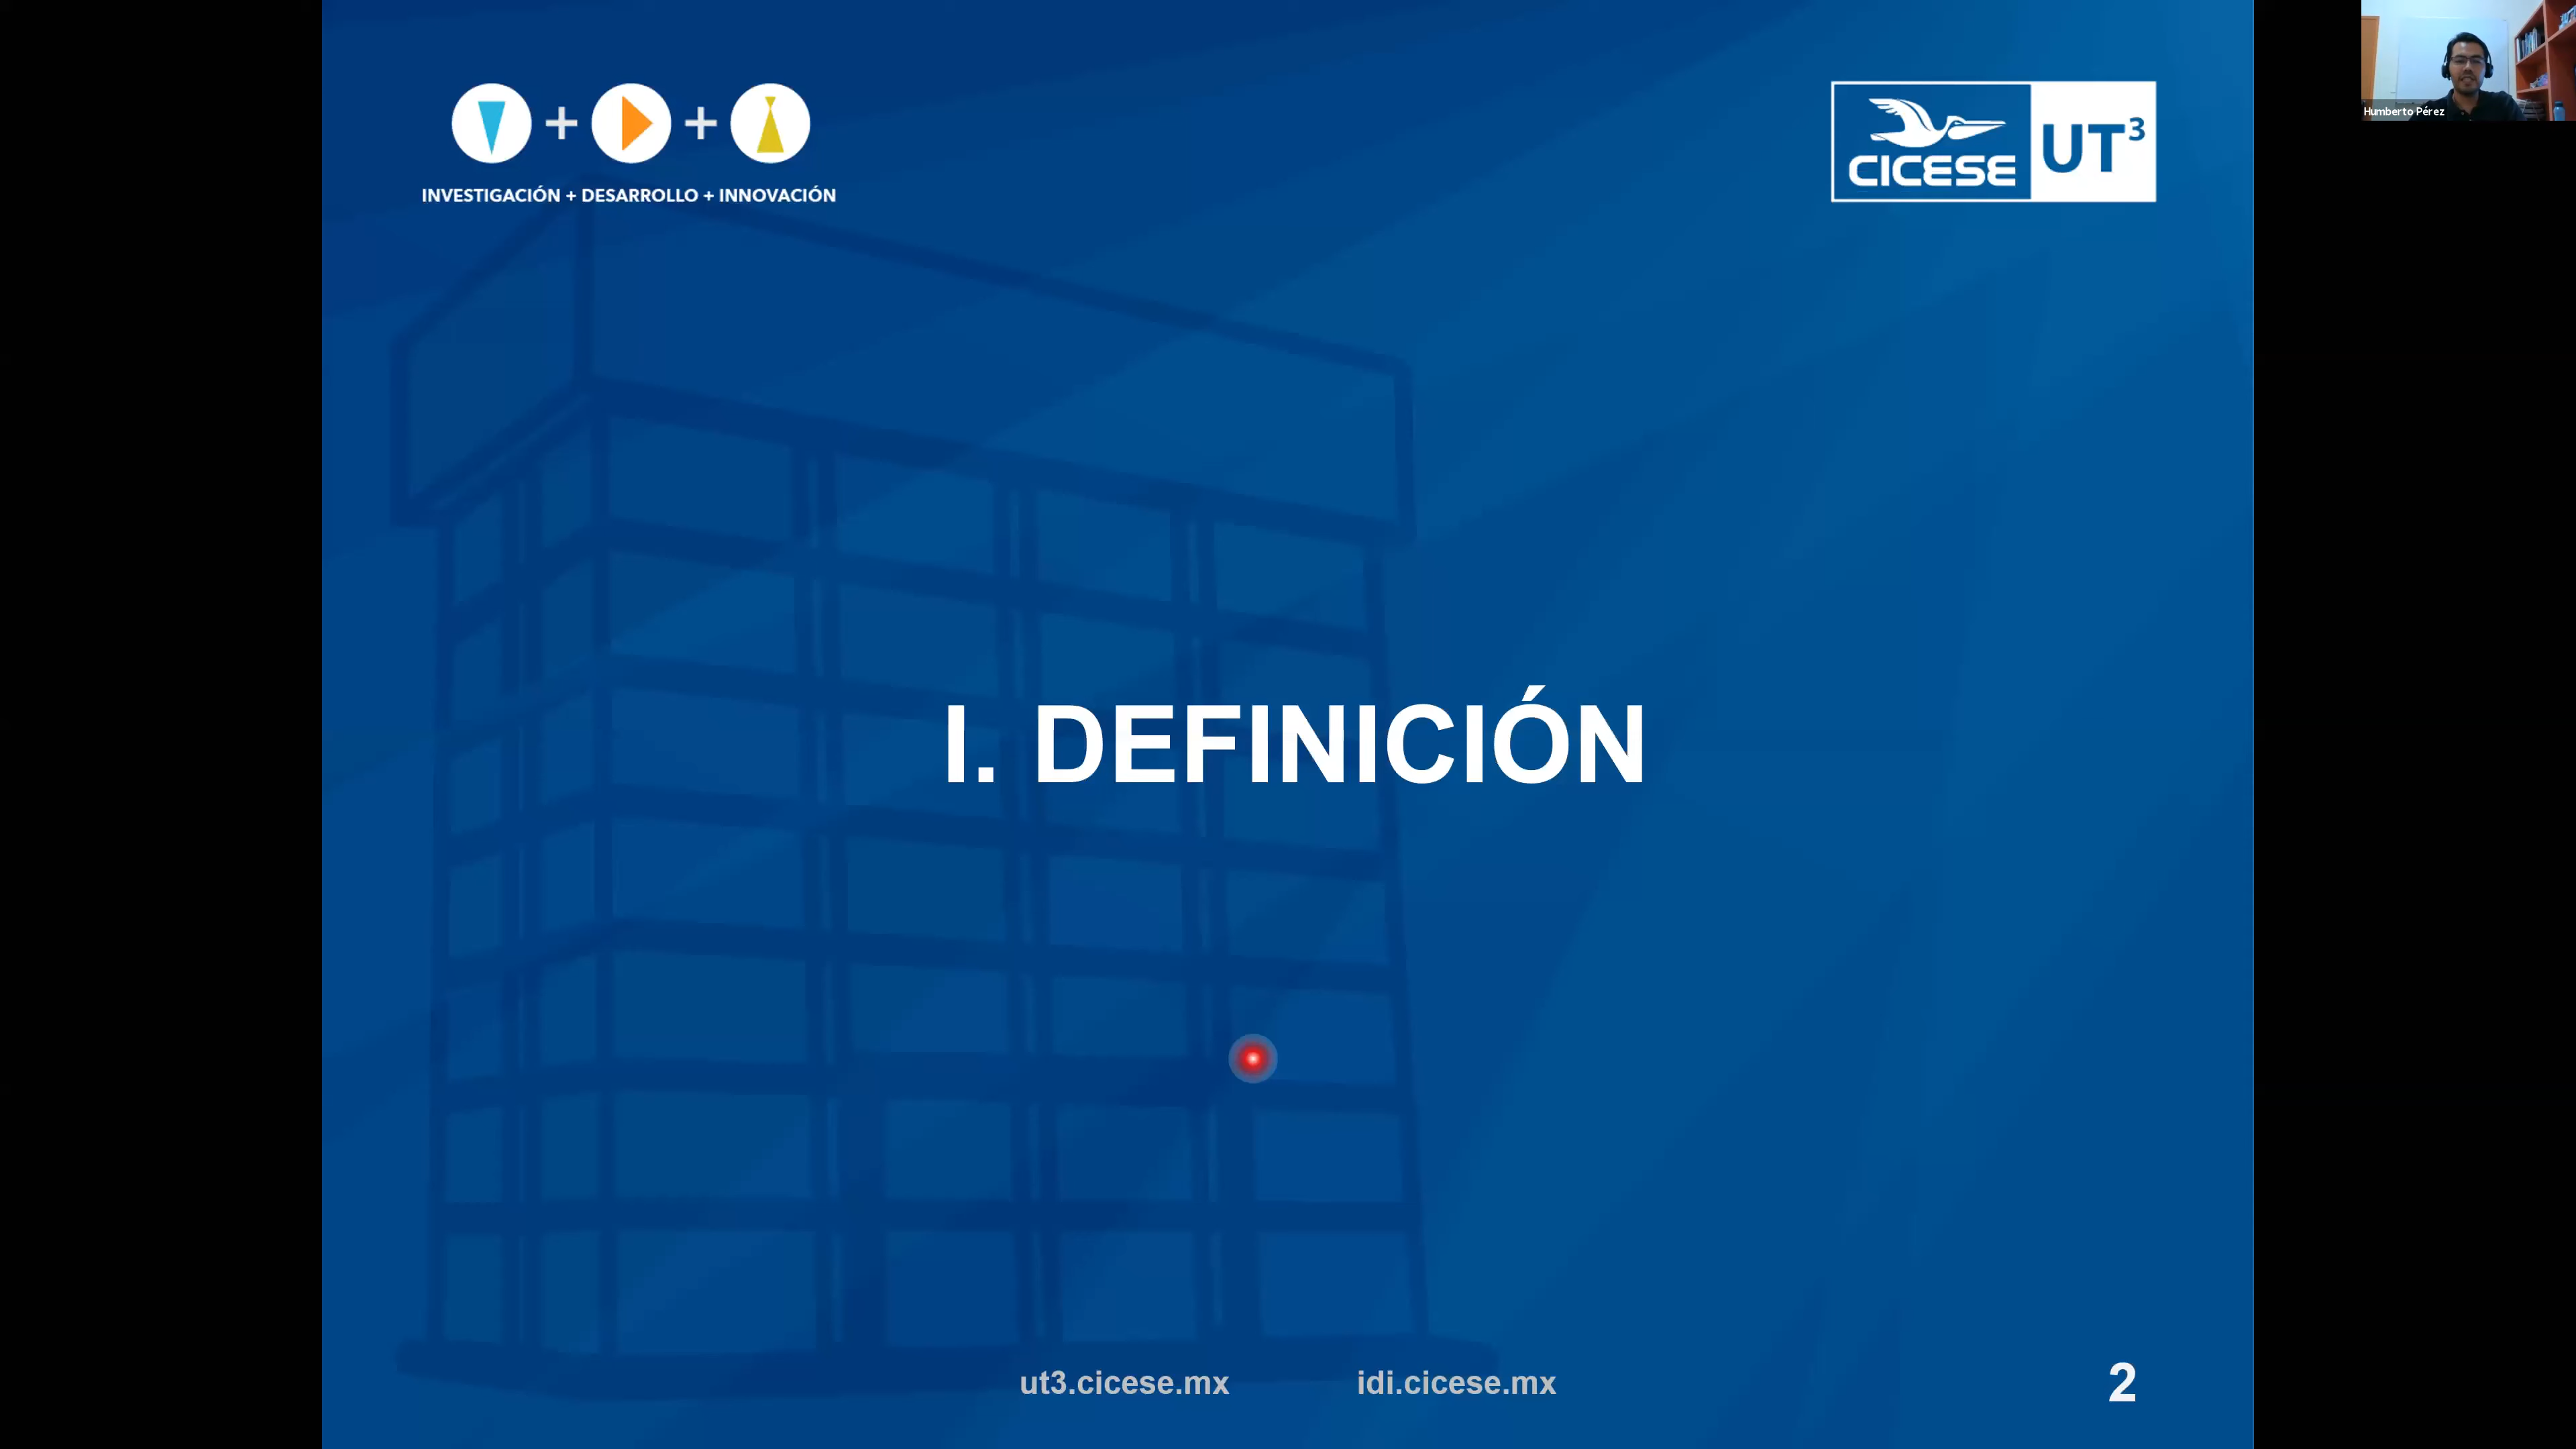 INVESTIGACIÓN + DESARROLLO + INNOVACIÓN
CICESE UT³
Humberto Pérez
I. DEFINICIÓN
ut3.cicese.mx idi.cicese.mx
2